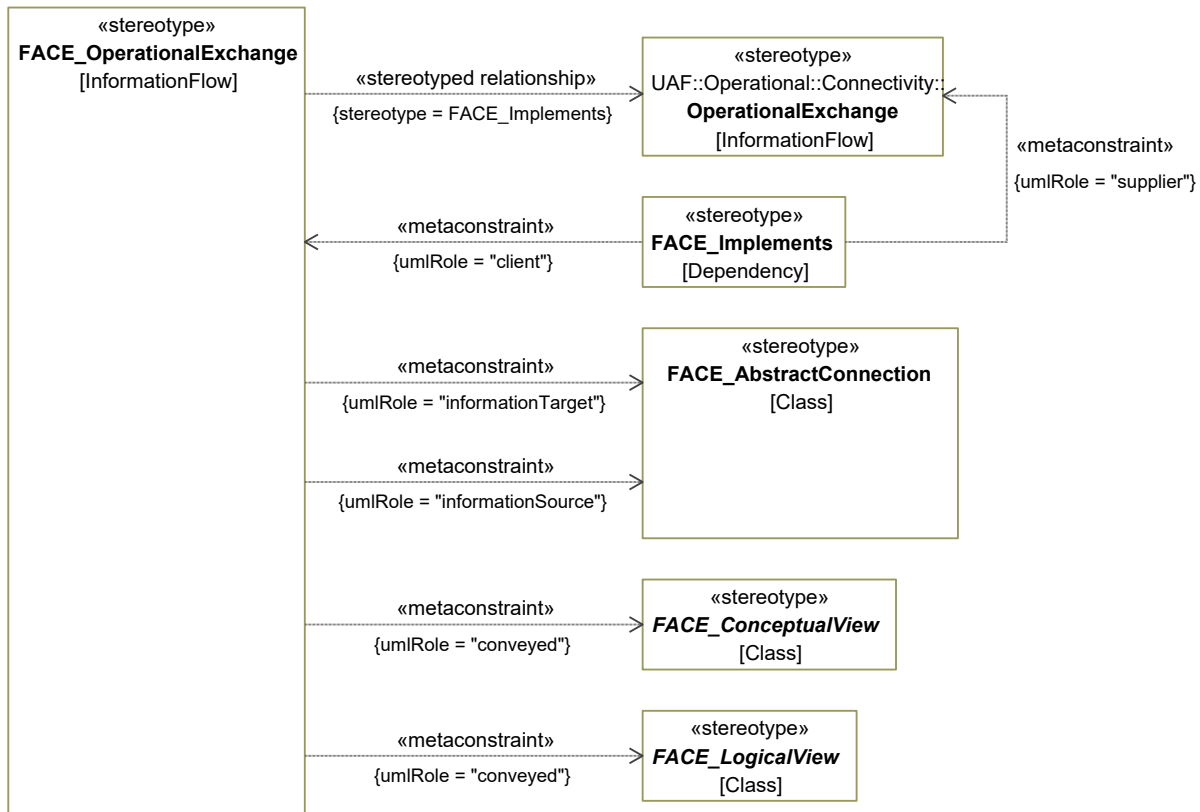 «stereotype»
FACE_OperationalExchange
[InformationFlow]
«stereotyped relationship»
{stereotype = FACE_Implements}
«stereotype»
UAF::Operational::Connectivity::
OperationalExchange
[InformationFlow]
«metaconstraint»
{umlRole = "supplier"}
«metaconstraint»
{umlRole = "client"}
«stereotype»
FACE_Implements
[Dependency]
«metaconstraint»
{umlRole = "informationTarget"}
«metaconstraint»
{umlRole = "informationSource"}
«stereotype»
FACE_AbstractConnection
[Class]
«metaconstraint»
{umlRole = "conveyed"}
«stereotype»
FACE_ConceptualView
[Class]
«metaconstraint»
{umlRole = "conveyed"}
«stereotype»
FACE_LogicalView
[Class]